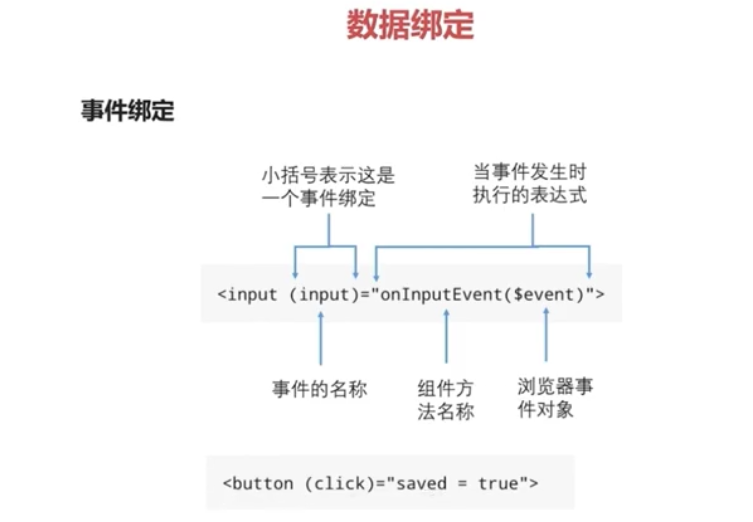 数据绑定
事件绑定
小括号表示这是
一个事件绑定
当事件发生时
执行的表达式
<input (input)="onInputEvent($event)">
事件的名称
组件方
法名称
浏览器事
件对象
<button (click)="saved = true">